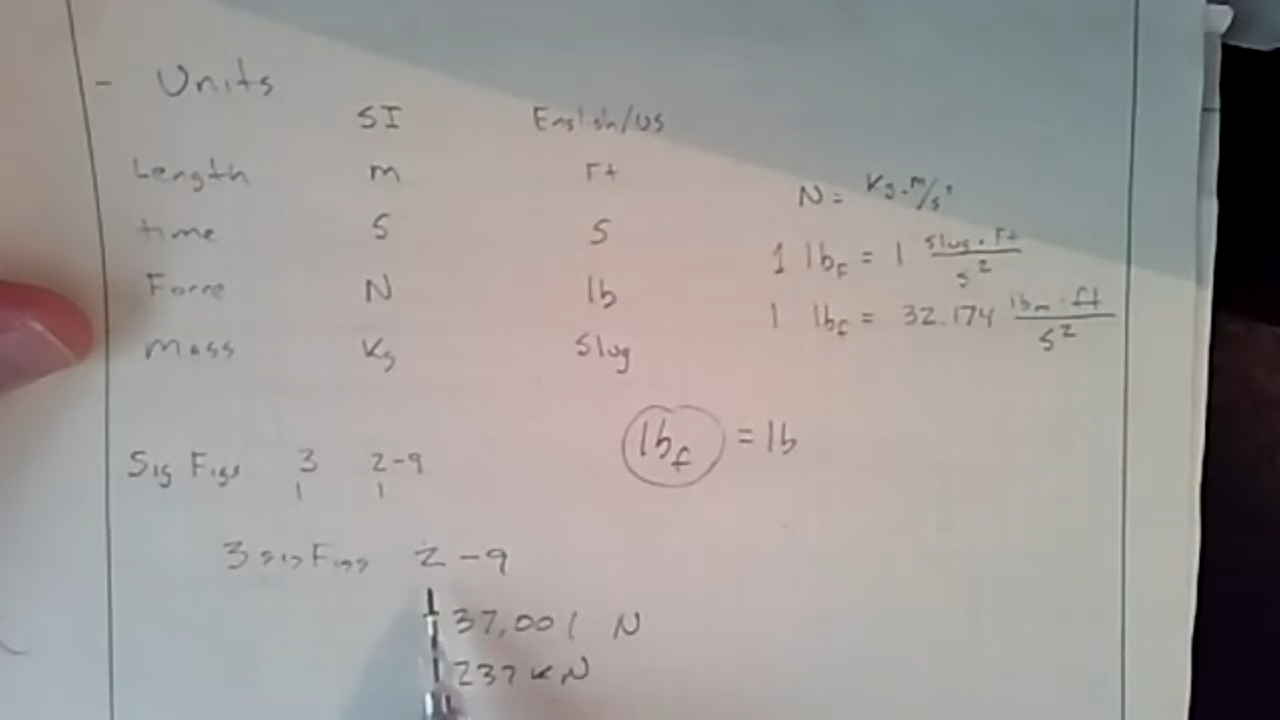 - Units
SI English/US
Length m Ft
time S S
Force N lb
Mass Kg Slug
N = Kg·m/s²
1 lbf = 1 slug·Ft/s²
1 lbf = 32.174 lbm·ft/s²
lbf = lb
Sig Figs 3 2-9
1 1
3 sig Figs 2-9
37,001 N
237 KN